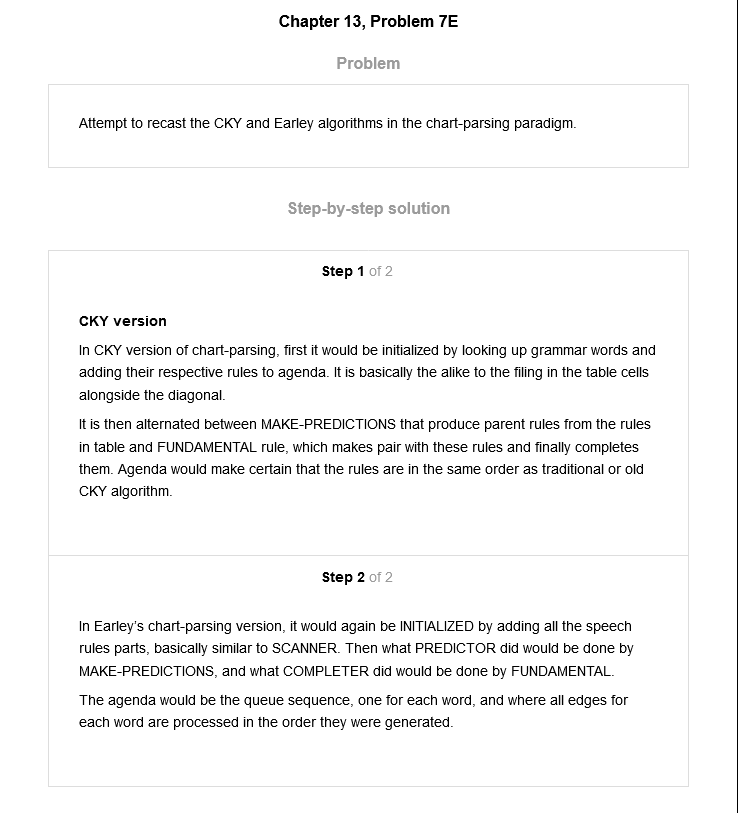 Chapter 13, Problem 7E
Problem
Attempt to recast the CKY and Earley algorithms in the chart-parsing paradigm.
Step-by-step solution
Step 1 of 2
CKY version
In CKY version of chart-parsing, first it would be initialized by looking up grammar words and
adding their respective rules to agenda. It is basically the alike to the filing in the table cells
alongside the diagonal.
It is then alternated between MAKE-PREDICTIONS that produce parent rules from the rules
in table and FUNDAMENTAL rule, which makes pair with these rules and finally completes
them. Agenda would make certain that the rules are in the same order as traditional or old
CKY algorithm.
Step 2 of 2
In Earley's chart-parsing version, it would again be INITIALIZED by adding all the speech
rules parts, basically similar to SCANNER. Then what PREDICTOR did would be done by
MAKE-PREDICTIONS, and what COMPLETER did would be done by FUNDAMENTAL.
The agenda would be the queue sequence, one for each word, and where all edges for
each word are processed in the order they were generated.